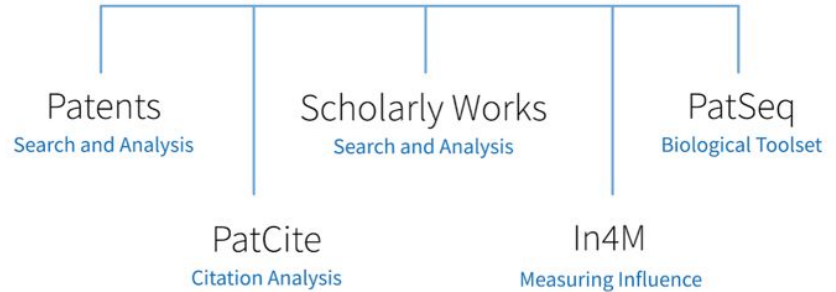 Patents
Search and Analysis
Scholarly Works
Search and Analysis
PatSeq
Biological Toolset
PatCite
Citation Analysis
In4M
Measuring Influence